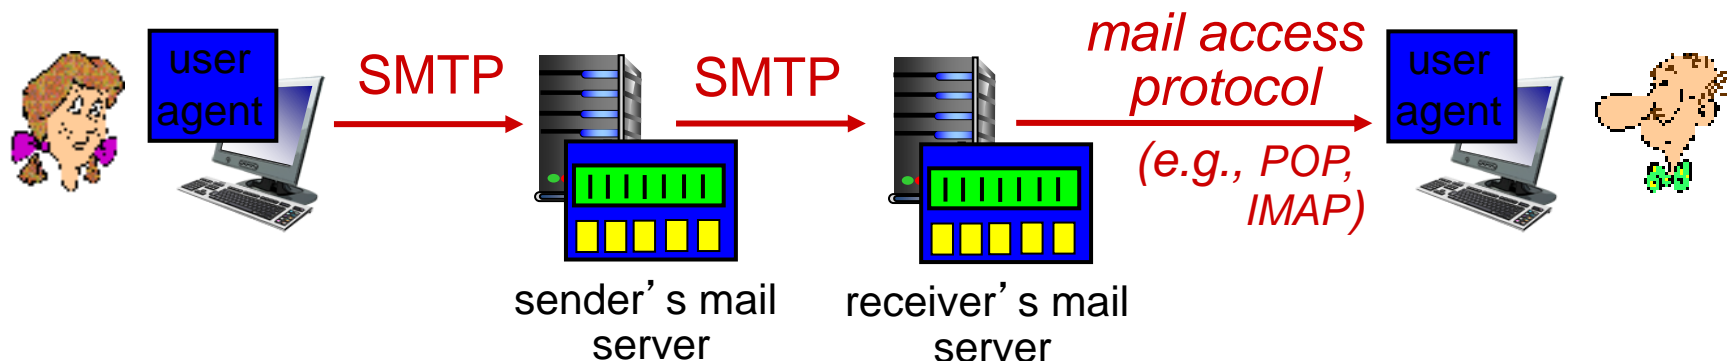 user
agent
SMTP
SMTP
mail access
protocol
(e.g., POP,
IMAP)
user
agent
sender’s mail
server
receiver’s mail
server